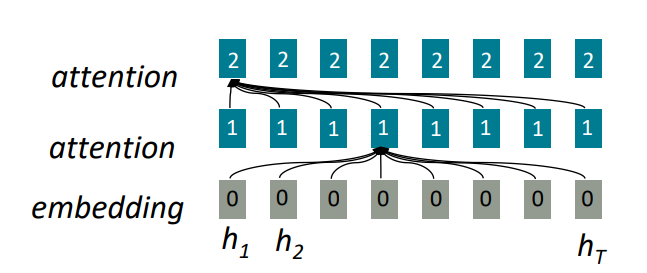 2 2 2 2 2 2 2 2
attention
1 1 1 1 1 1 1 1
attention
0 0 0 0 0 0 0 0
embedding
h1 h2 hT